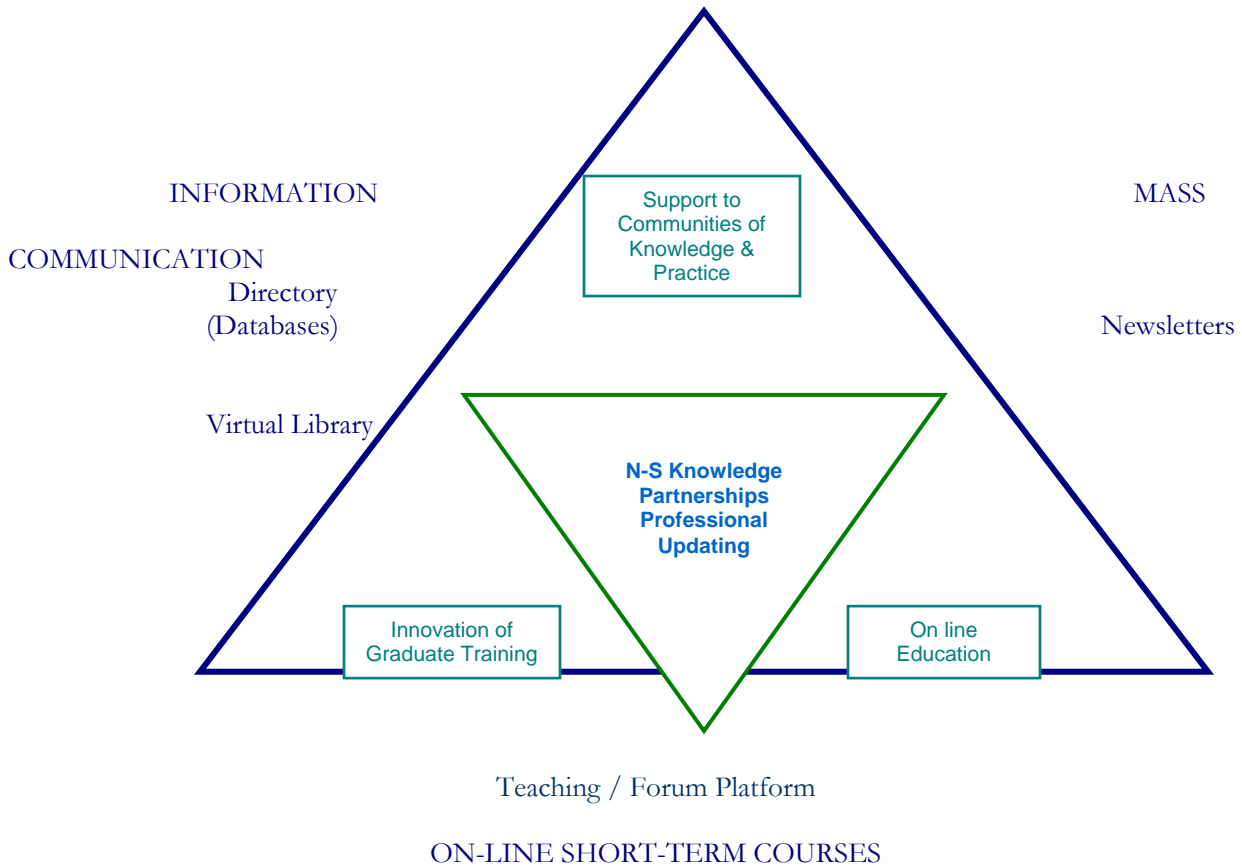 INFORMATION
MASS
COMMUNICATION
Directory
(Databases)
Newsletters
Virtual Library
Support to
Communities of
Knowledge &
Practice
N-S Knowledge
Partnerships
Professional
Updating
Innovation of
Graduate Training
On line
Education
Teaching / Forum Platform
ON-LINE SHORT-TERM COURSES